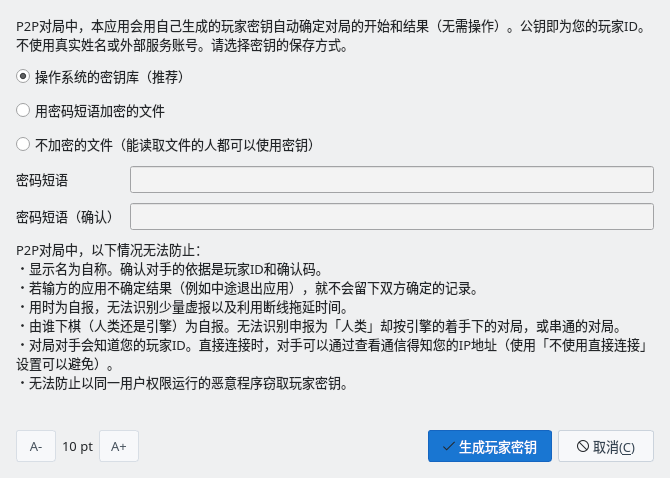 P2P对局中，本应用会用自己生成的玩家密钥自动确定对局的开始和结果（无需操作）。公钥即为您的玩家ID。
不使用真实姓名或外部服务账号。请选择密钥的保存方式。
操作系统的密钥库（推荐）
用密码短语加密的文件
不加密的文件（能读取文件的人都可以使用密钥）
密码短语
密码短语（确认）
P2P对局中，以下情况无法防止：
・显示名为自称。确认对手的依据是玩家ID和确认码。
・若输方的应用不确定结果（例如中途退出应用），就不会留下双方确定的记录。
・用时为自报，无法识别少量虚报以及利用断线拖延时间。
・由谁下棋（人类还是引擎）为自报。无法识别申报为「人类」却按引擎的着手下的对局，或串通的对局。
・对局对手会知道您的玩家ID。直接连接时，对手可以通过查看通信得知您的IP地址（使用「不使用直接连接」
设置可以避免）。
・无法防止以同一用户权限运行的恶意程序窃取玩家密钥。
A- 10 pt A+ 生成玩家密钥 取消(C)